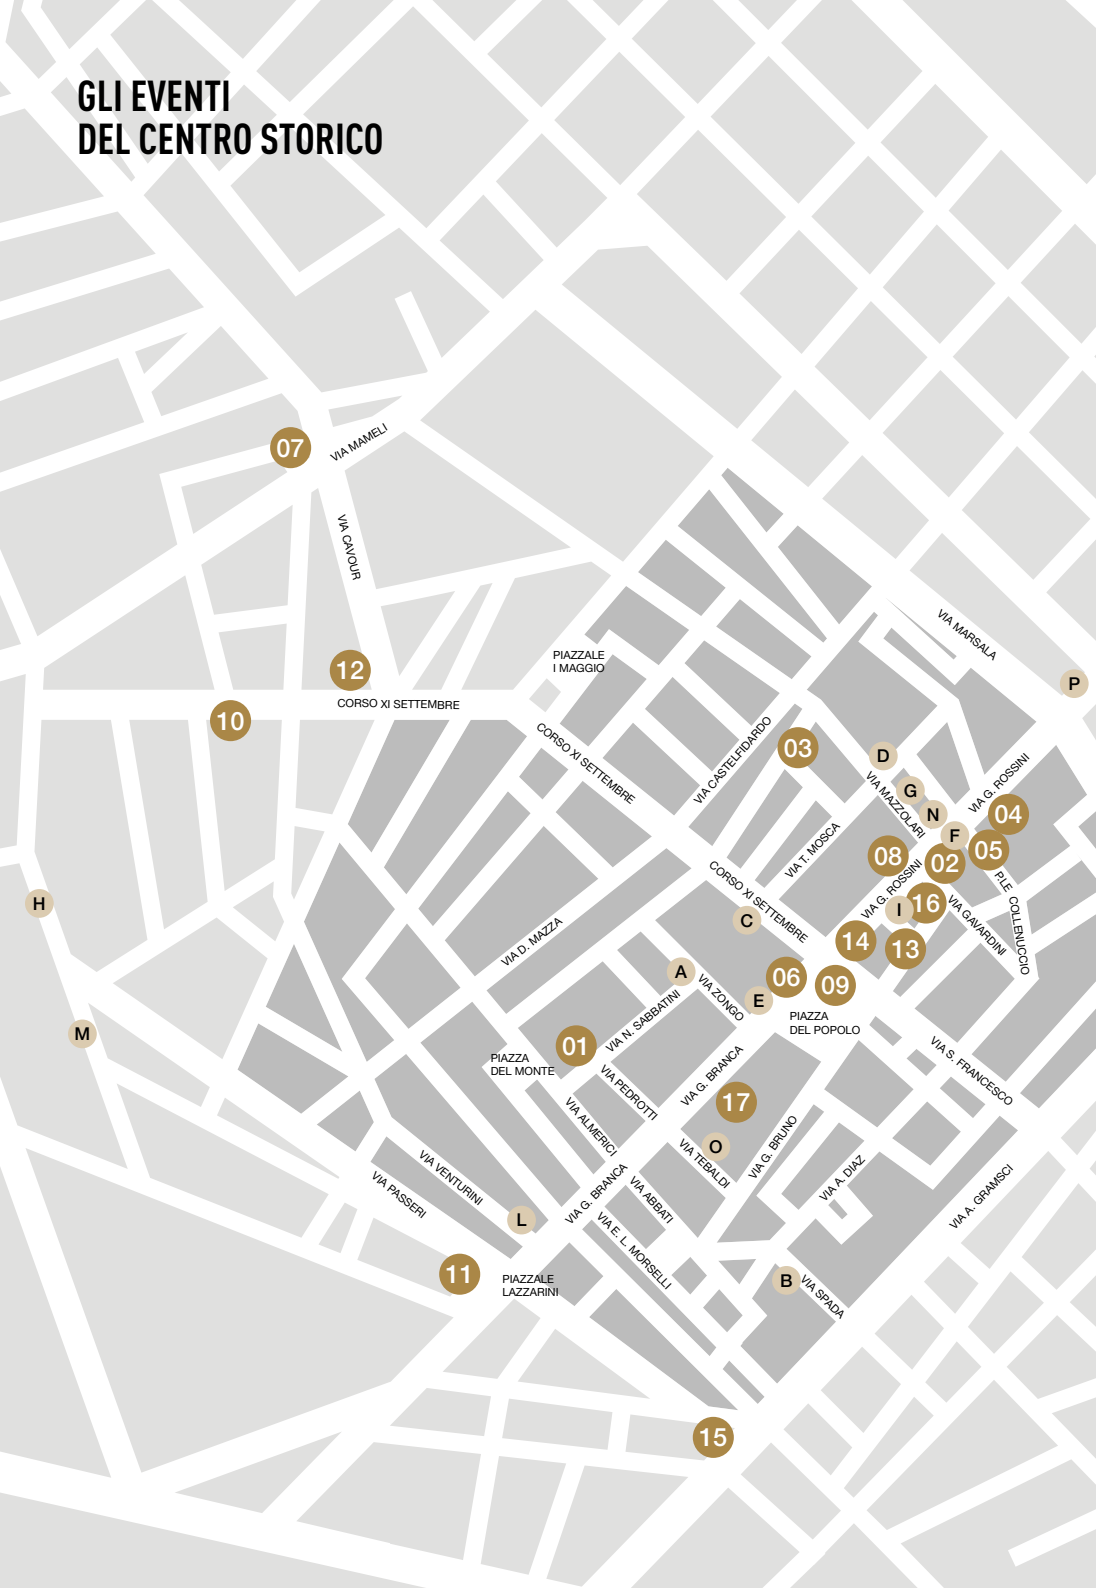 GLI EVENTI
DEL CENTRO STORICO
07
VIA MAMELI
VIA CAVOUR
VIA MARSALA
PIAZZALE
I MAGGIO
12
P
CORSO XI SETTEMBRE
10
CORSO XI SETTEMBRE
VIA CASTELFIDARDO
03
D
VIA G. ROSSINI
G
VIA MAZZOLARI
N
04
F
05
VIA T. MOSCA
08
02
VIA G. ROSSINI
P.LE COLLENUCCIO
H
CORSO XI SETTEMBRE
C
I
16
VIA GAVARDINI
VIA D. MAZZA
14
13
A
VIA ZONGO
06
09
E
VIA N. SABBATINI
PIAZZA
DEL POPOLO
M
01
PIAZZA
DEL MONTE
VIA PEDROTTI
VIA G. BRANCA
VIA S. FRANCESCO
17
VIA ALMERICI
O
VIA TEBALDI
VIA G. BRUNO
VIA A. DIAZ
VIA VENTURINI
VIA PASSERI
VIA G. BRANCA
VIA ABBATI
VIA A. GRAMSCI
L
VIA E. L. MORSELLI
11
PIAZZALE
LAZZARINI
B
VIA SPADA
15